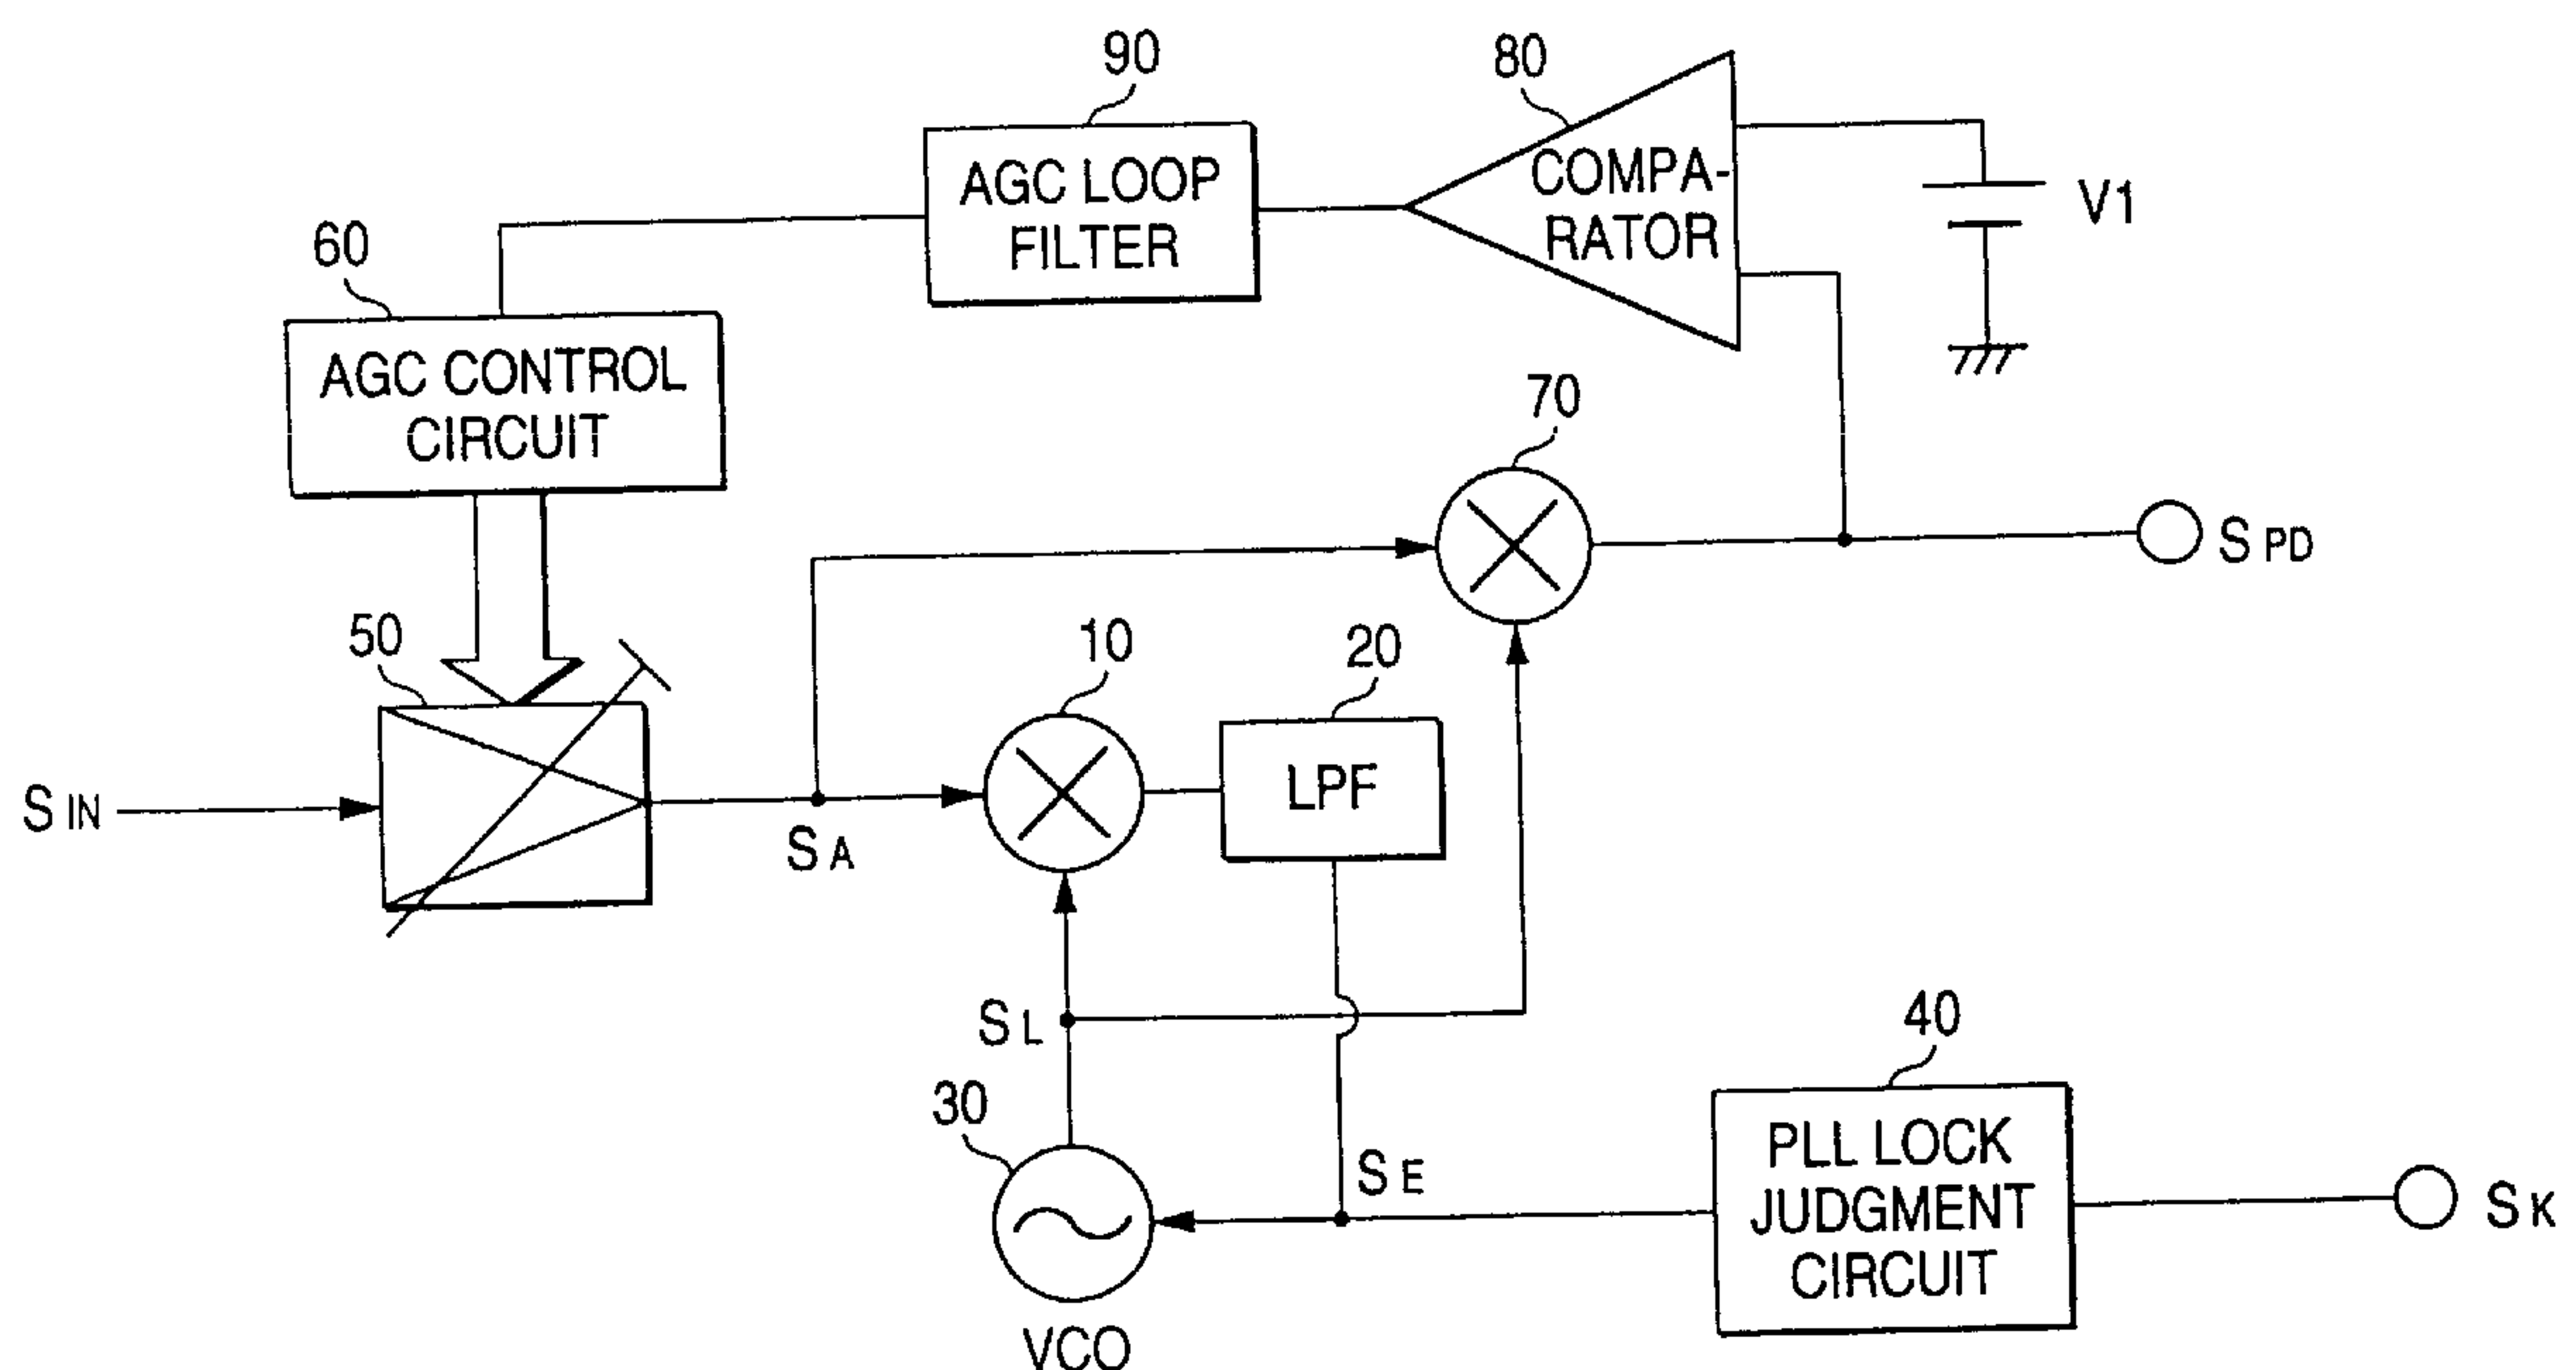 90
80
AGC LOOP
FILTER
COMPA-
RATOR
V1
60
AGC CONTROL
CIRCUIT
70
S PD
50
10
20
LPF
S IN
S A
S L
40
30
PLL LOCK
JUDGMENT
CIRCUIT
S E
S K
VCO